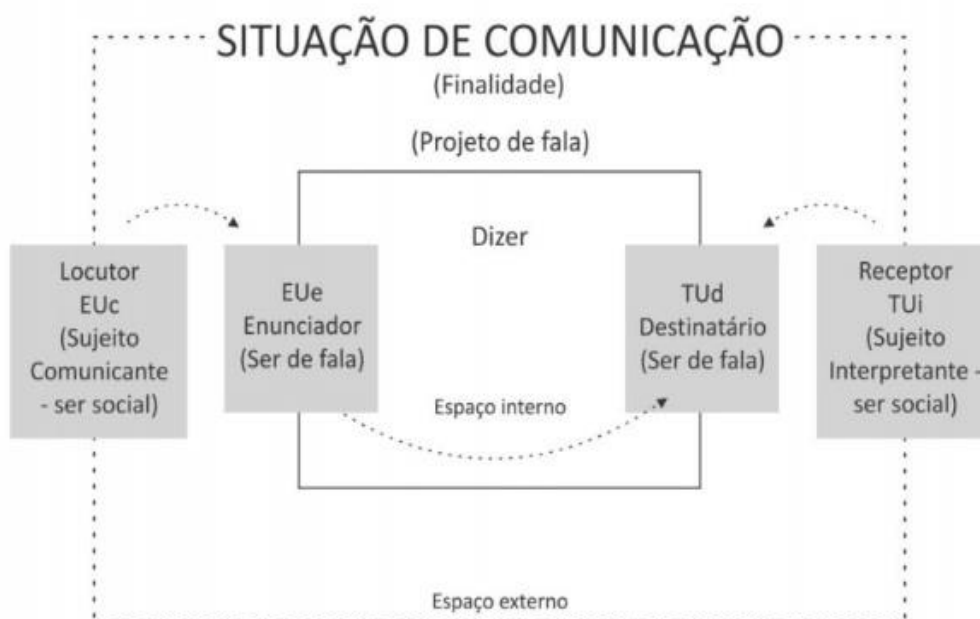 SITUAÇÃO DE COMUNICAÇÃO
(Finalidade)
(Projeto de fala)
Dizer
Locutor
EUc
(Sujeito
Comunicante
- ser social)
EUe
Enunciador
(Ser de fala)
TUd
Destinatário
(Ser de fala)
Receptor
TUi
(Sujeito
Interpretante -
ser social)
Espaço interno
Espaço externo